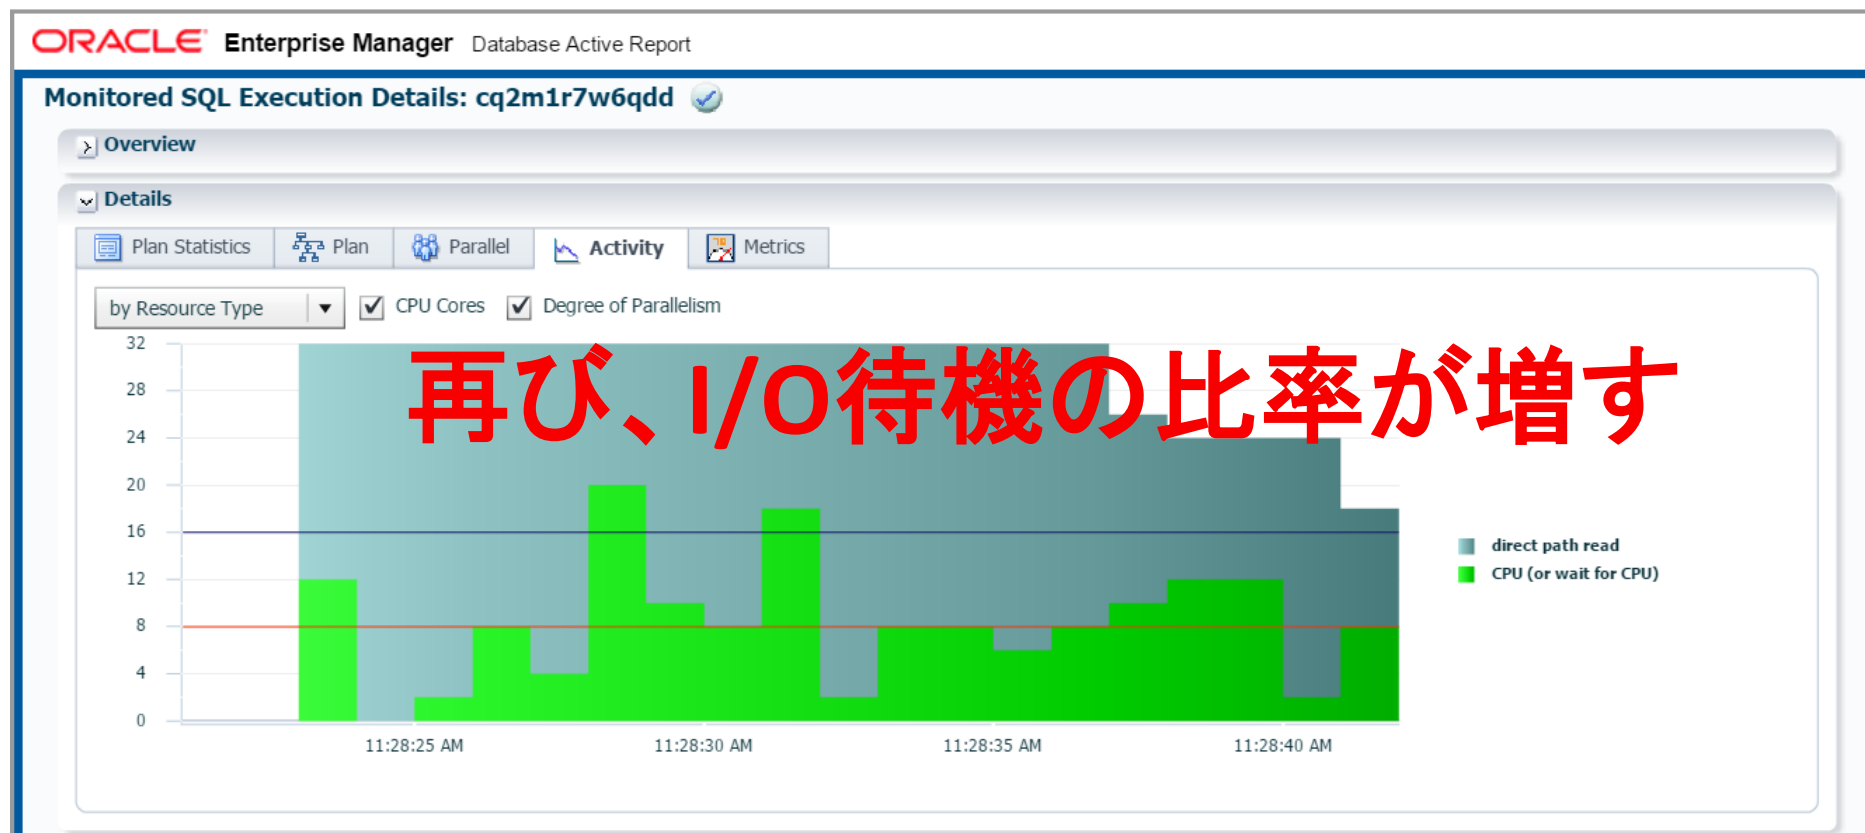 ORACLE Enterprise Manager Database Active Report
Monitored SQL Execution Details: cq2m1r7w6qdd
Overview
Details
Plan Statistics Plan Parallel Activity Metrics
by Resource Type CPU Cores Degree of Parallelism
再び、I/O待機の比率が増す
32
28
24
20
16
12
8
4
0
direct path read
CPU (or wait for CPU)
11:28:25 AM 11:28:30 AM 11:28:35 AM 11:28:40 AM